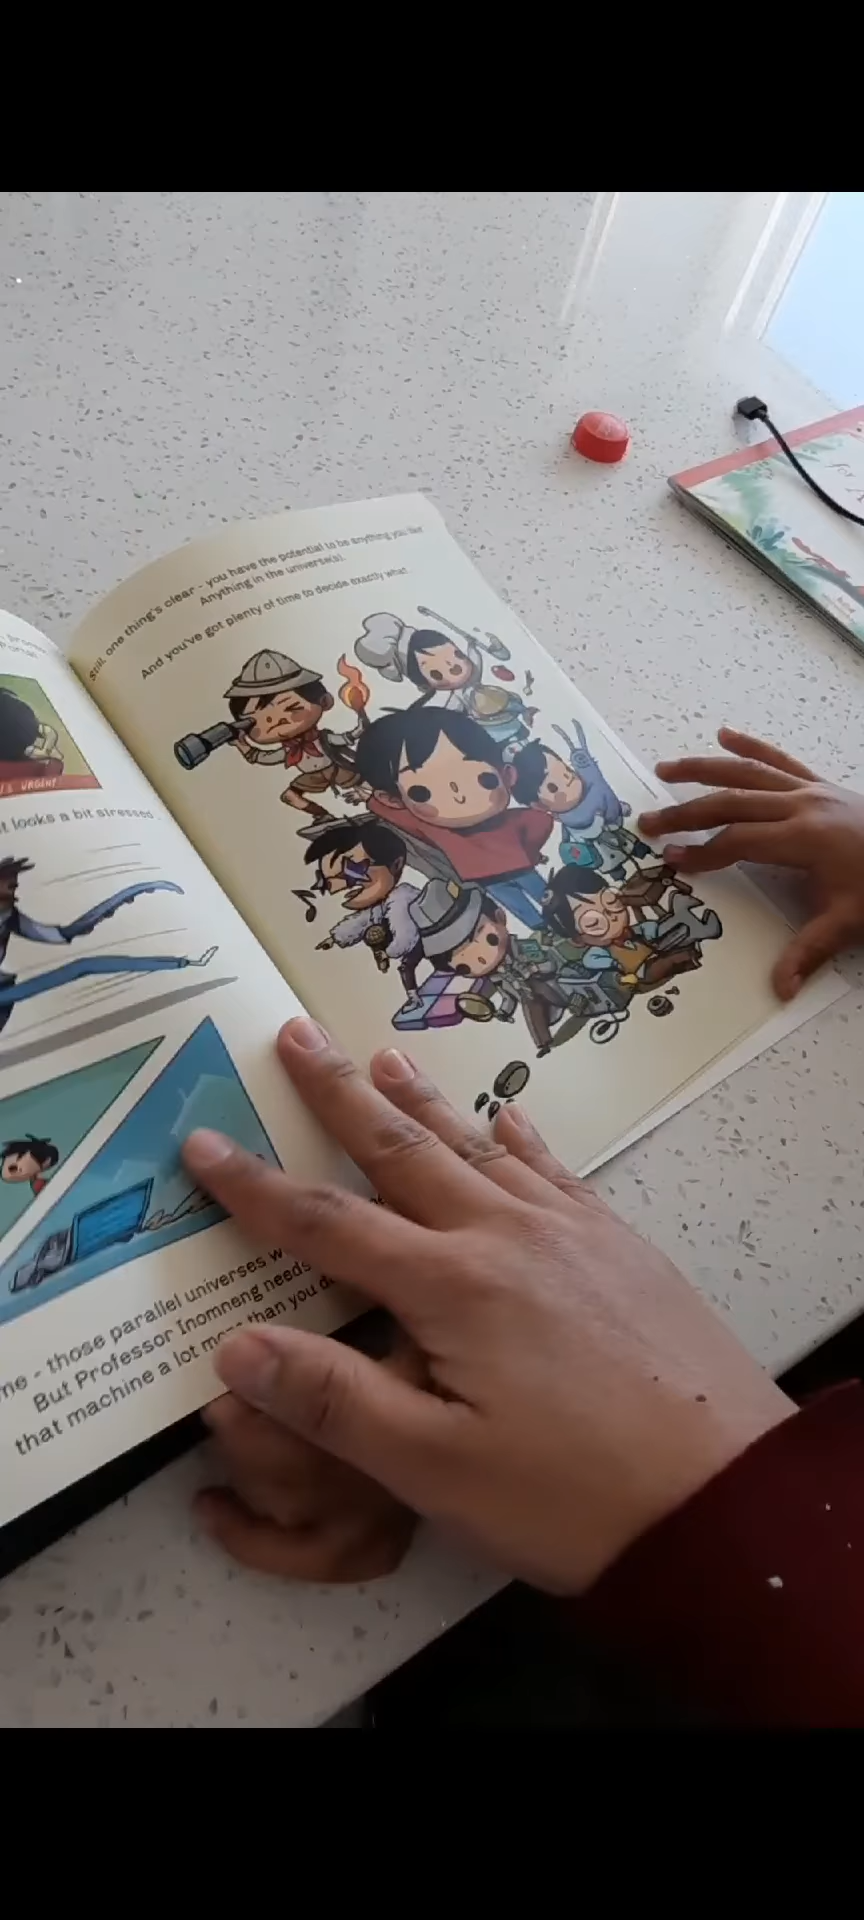 IS URGENT
t looks a bit stressed.
me - those parallel universes w
But Professor Inomneng needs
that machine a lot more than you d
Still, one thing's clear - you have the potential to be anything you like!
Anything in the universe(s).
And you've got plenty of time to decide exactly what.